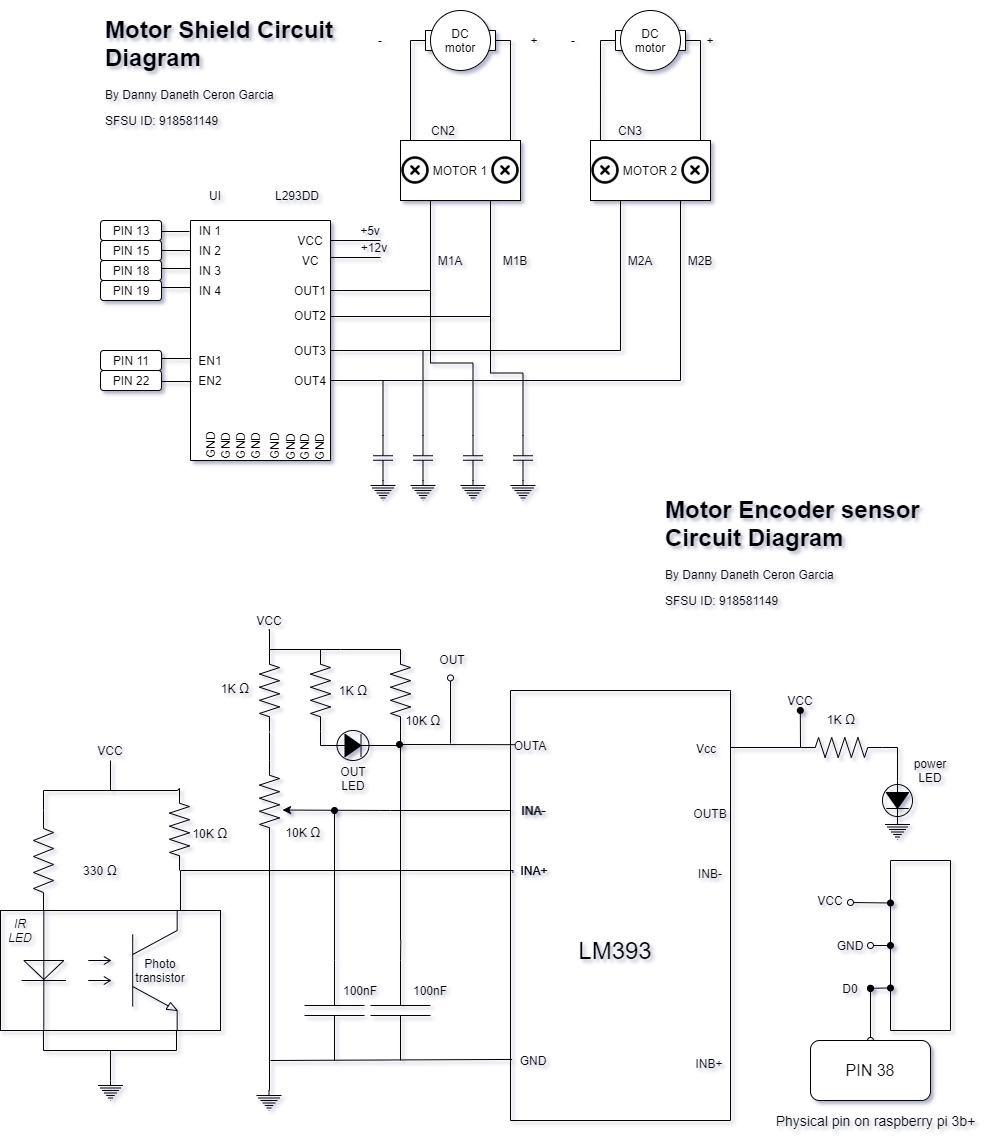 Motor Shield Circuit
Diagram
By Danny Daneth Ceron Garcia
SFSU ID: 918581149
-
DC
motor
+
-
DC
motor
+
CN2
CN3
MOTOR 1
MOTOR 2
UI
L293DD
PIN 13
IN 1
PIN 15
IN 2
PIN 18
IN 3
PIN 19
IN 4
VCC
+5v
VC
+12v
M1A
M1B
M2A
M2B
OUT1
OUT2
OUT3
OUT4
PIN 11
EN1
PIN 22
EN2
GND
GND
GND
GND
GND
GND
GND
GND
Motor Encoder sensor
Circuit Diagram
By Danny Daneth Ceron Garcia
SFSU ID: 918581149
VCC
1K Ω
1K Ω
10K Ω
OUT
OUT
LED
10K Ω
VCC
330 Ω
10K Ω
IR
LED
Photo
transistor
100nF
100nF
OUTA
INA-
INA+
GND
LM393
Vcc
OUTB
INB-
INB+
VCC
1K Ω
power
LED
VCC
GND
D0
PIN 38
Physical pin on raspberry pi 3b+